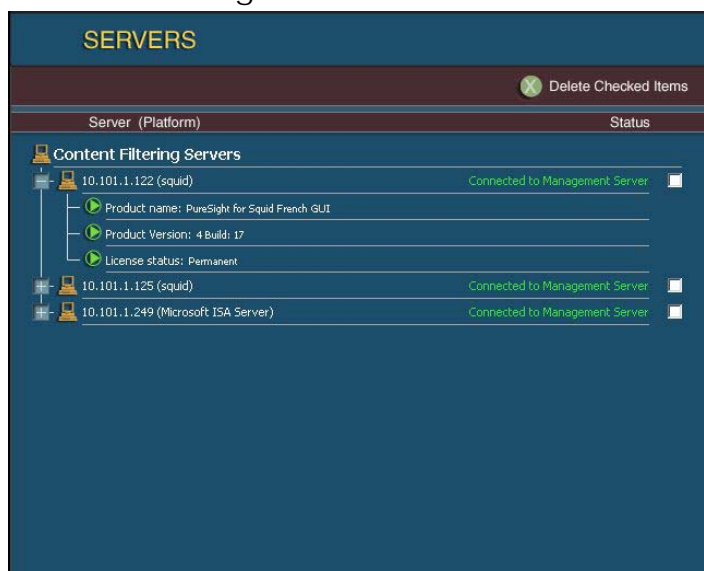 SERVERS
Delete Checked Items
Server (Platform) Status
Content Filtering Servers
10.101.1.122 (squid) Connected to Management Server
Product name: PureSight for Squid French GUI
Product Version: 4 Build: 17
License status: Permanent
10.101.1.125 (squid) Connected to Management Server
10.101.1.249 (Microsoft ISA Server) Connected to Management Server